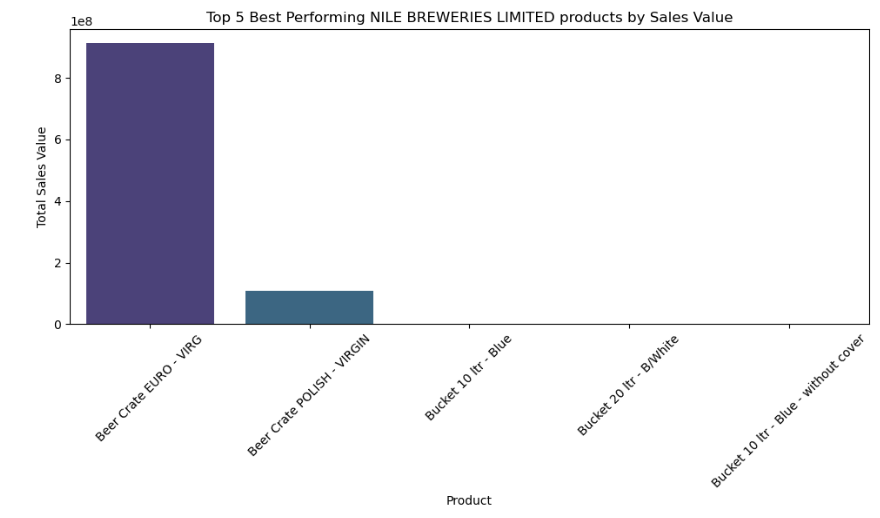 Top 5 Best Performing NILE BREWERIES LIMITED products by Sales Value
1e8
8
6
4
2
0
Total Sales Value
Beer Crate EURO - VIRG
Beer Crate POLISH - VIRGIN
Bucket 10 ltr - Blue
Bucket 20 ltr - B/White
Bucket 10 ltr - Blue - without cover
Product